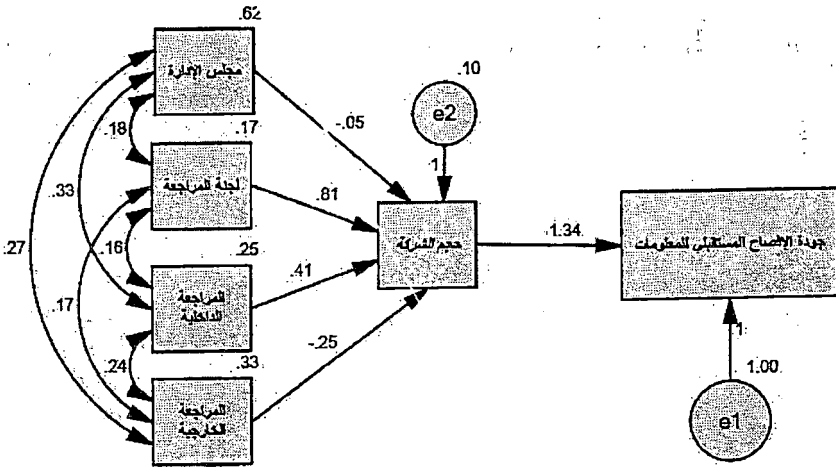 .62
مجلس الإدارة
.10
e2
-.05
.18
.17
1
لجنة المراجعة
.81
.33
حجم الشركة
1.34
جودة الإفصاح المستقبلي للمعلومات
.27
.16
.25
.41
المراجعة
الداخلية
.17
-.25
1
.24
.33
1.00
المراجعة
الخارجية
e1